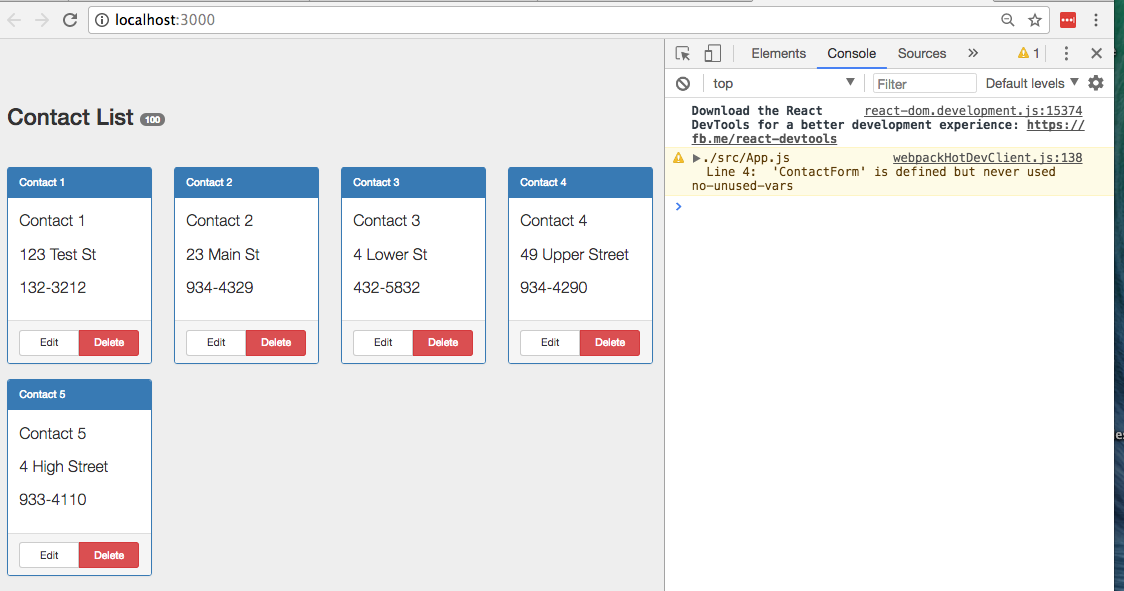 localhost:3000
Elements Console Sources » 1
top Filter Default levels
Contact List 100
Download the React react-dom.development.js:15374
DevTools for a better development experience: https://
fb.me/react-devtools
./src/App.js webpackHotDevClient.js:138
Line 4: 'ContactForm' is defined but never used
no-unused-vars
Contact 1 Contact 2 Contact 3 Contact 4
Contact 1 Contact 2 Contact 3 Contact 4
123 Test St 23 Main St 4 Lower St 49 Upper Street
132-3212 934-4329 432-5832 934-4290
Edit Delete Edit Delete Edit Delete Edit Delete
Contact 5
Contact 5
4 High Street
933-4110
Edit Delete